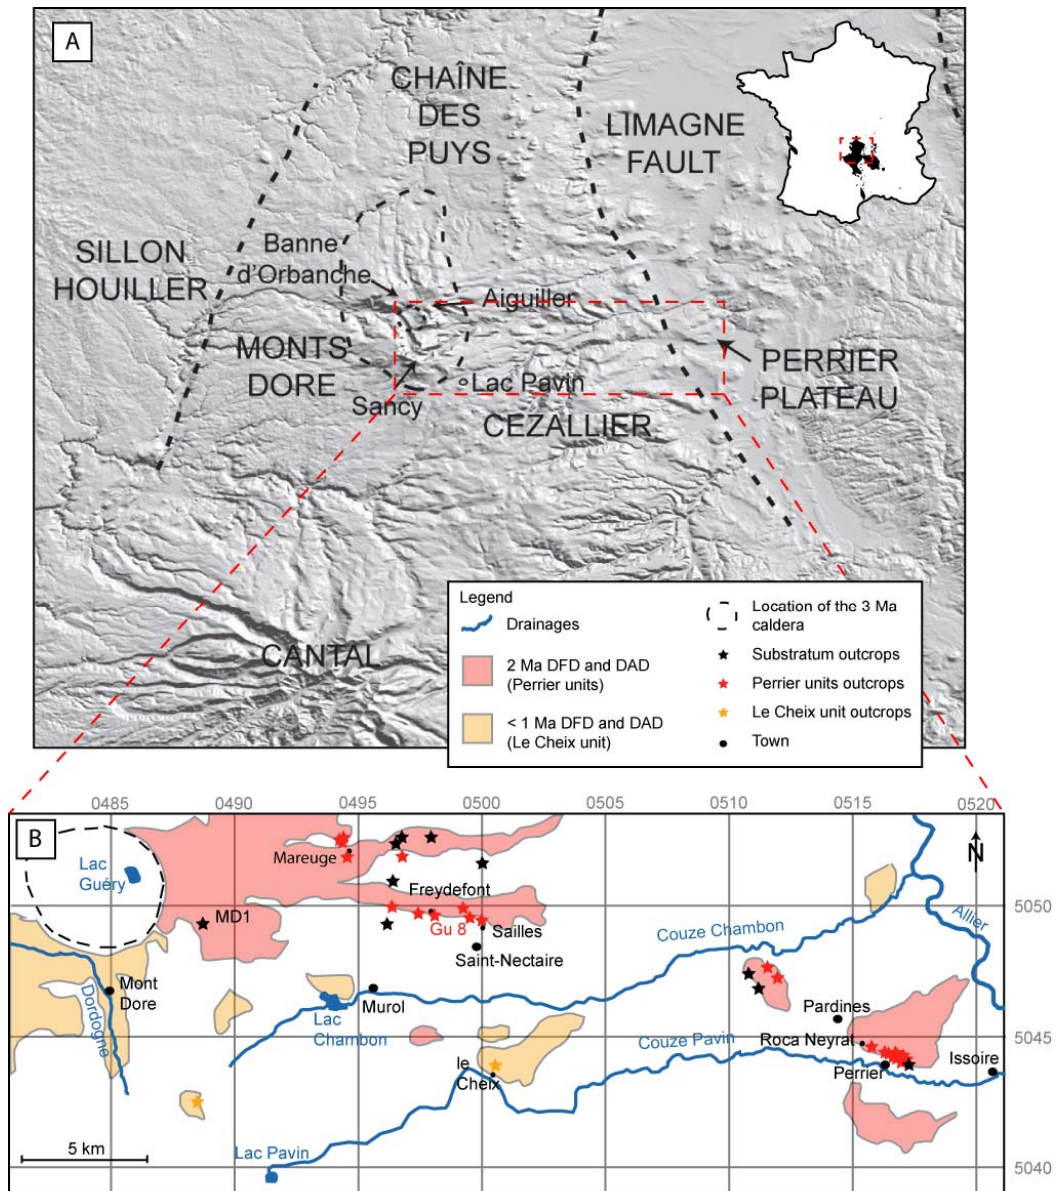 A
CHAÎNE
DES
PUYS
LIMAGNE
FAULT
SILLON
HOUILLER
Banne
d'Orbanche
Aiguiller
MONTS
DORE
Sancy
Lac Pavin
CEZALLIER
PERRIER
PLATEAU
CANTAL
Legend
Drainages
2 Ma DFD and DAD
(Perrier units)
< 1 Ma DFD and DAD
(Le Cheix unit)
Location of the 3 Ma
caldera
Substratum outcrops
Perrier units outcrops
Le Cheix unit outcrops
Town
0485 0490 0495 0500 0505 0510 0515 0520
B
N
Lac
Guéry
Mareuge
Freydefont
MD1
Gu 8
Sailles
Saint-Nectaire
5050
Couze Chambon
Allier
Mont
Dore
Dordogne
Murol
Lac
Chambon
Pardines
Roca Neyrat
5045
Couze Pavin
Issoire
Perrier
le
Cheix
5 km
Lac Pavin
5040